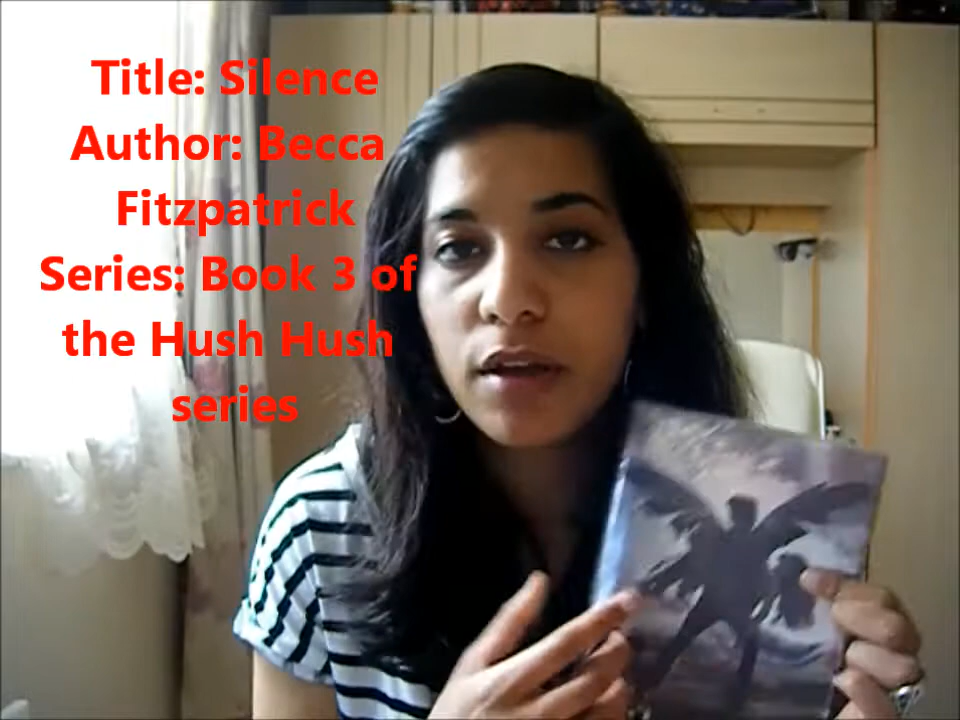 Title: Silence
Author: Becca
Fitzpatrick
Series: Book 3 of
the Hush Hush
series